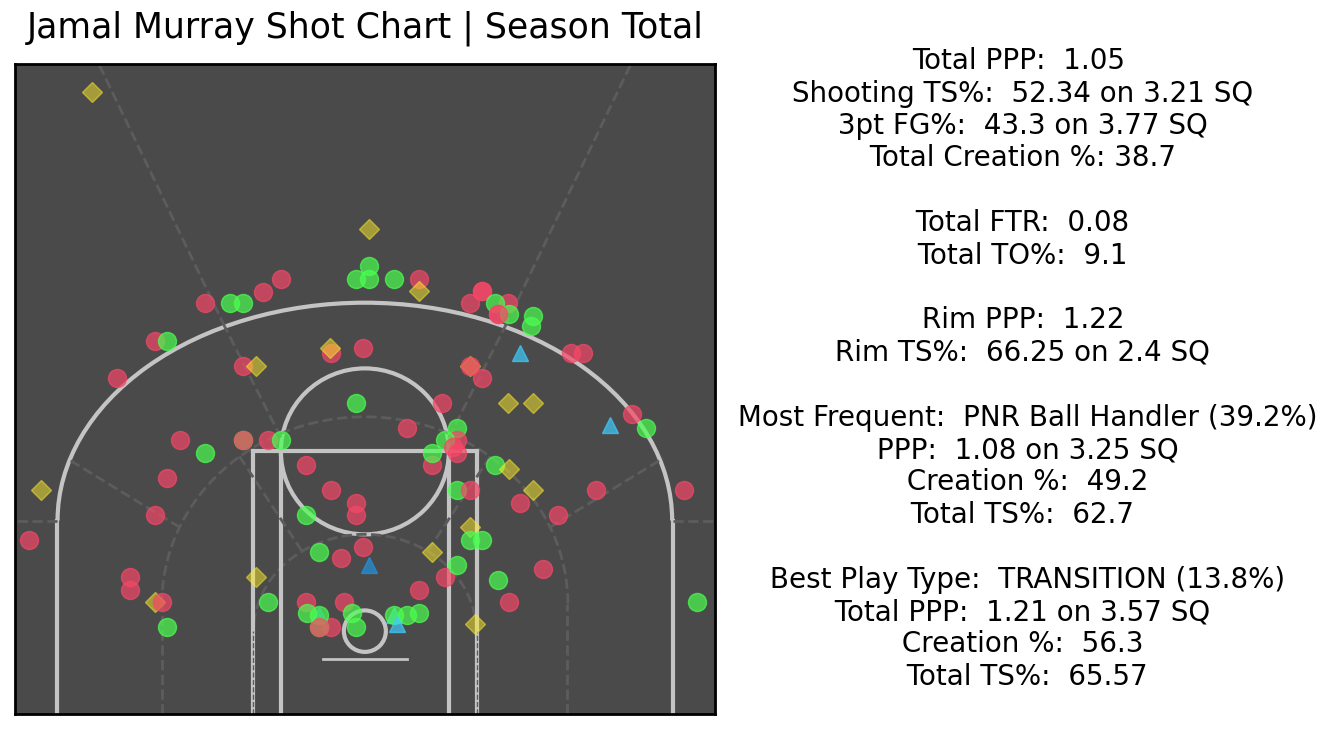 Jamal Murray Shot Chart | Season Total
Total PPP: 1.05
Shooting TS%: 52.34 on 3.21 SQ
3pt FG%: 43.3 on 3.77 SQ
Total Creation %: 38.7
Total FTR: 0.08
Total TO%: 9.1
Rim PPP: 1.22
Rim TS%: 66.25 on 2.4 SQ
Most Frequent: PNR Ball Handler (39.2%)
PPP: 1.08 on 3.25 SQ
Creation %: 49.2
Total TS%: 62.7
Best Play Type: TRANSITION (13.8%)
Total PPP: 1.21 on 3.57 SQ
Creation %: 56.3
Total TS%: 65.57